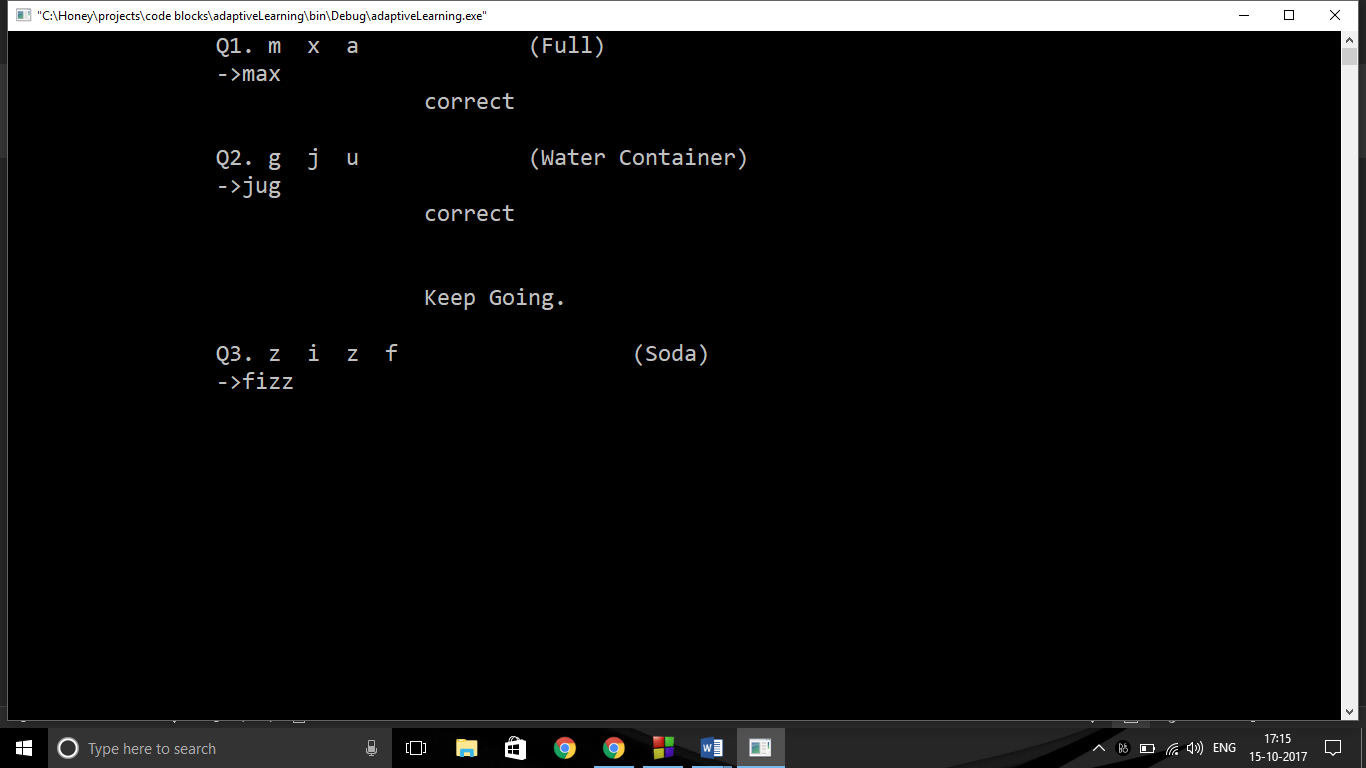 "C:\Honey\projects\code blocks\adaptiveLearning\bin\Debug\adaptiveLearning.exe"
Q1. m x a (Full)
->max
correct
Q2. g j u (Water Container)
->jug
correct
Keep Going.
Q3. z i z f (Soda)
->fizz
Type here to search
ENG
17:15
15-10-2017